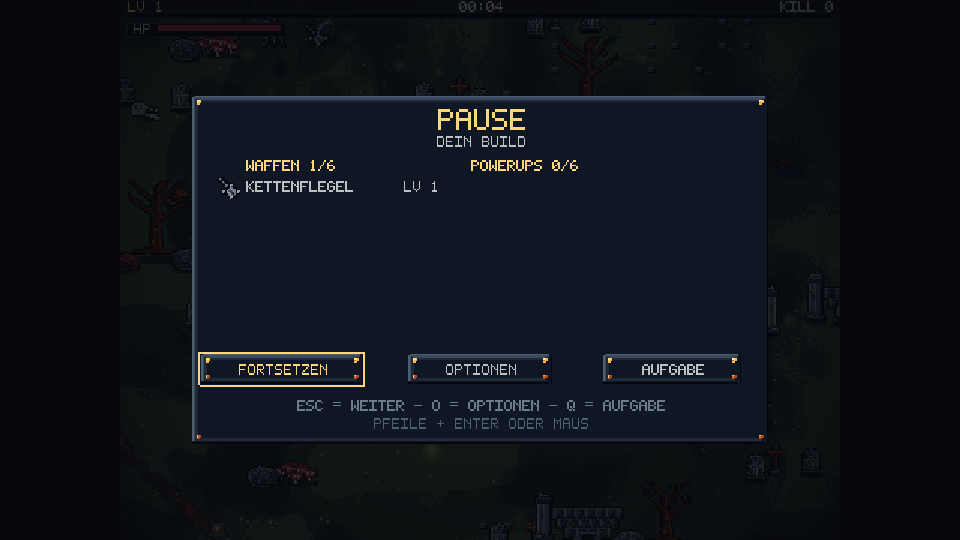 LV 1
00:04
KILL 0
HP
PAUSE
DEIN BUILD
WAFFEN 1/6
POWERUPS 0/6
KETTENFLEGEL LV 1
FORTSETZEN
OPTIONEN
AUFGABE
ESC = WEITER - O = OPTIONEN - Q = AUFGABE
PFEILE + ENTER ODER MAUS